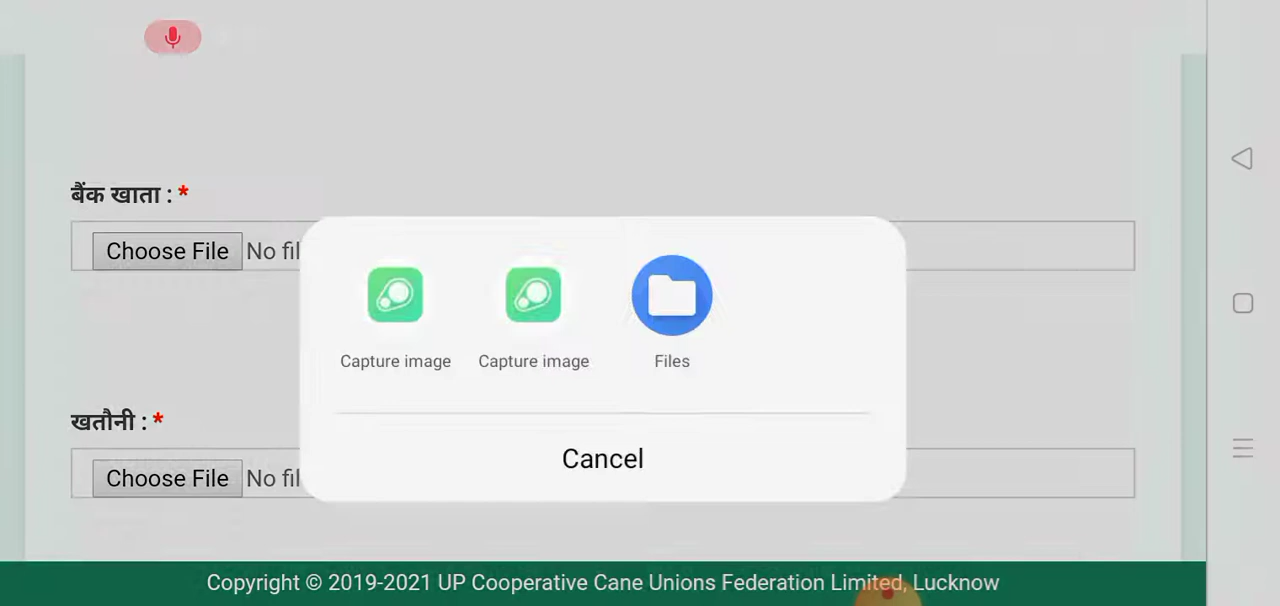 बैंक खाता : *
Choose File No fil
Capture image
Capture image
Files
खतौनी : *
Choose File No fil
Cancel
Copyright © 2019-2021 UP Cooperative Cane Unions Federation Limited, Lucknow